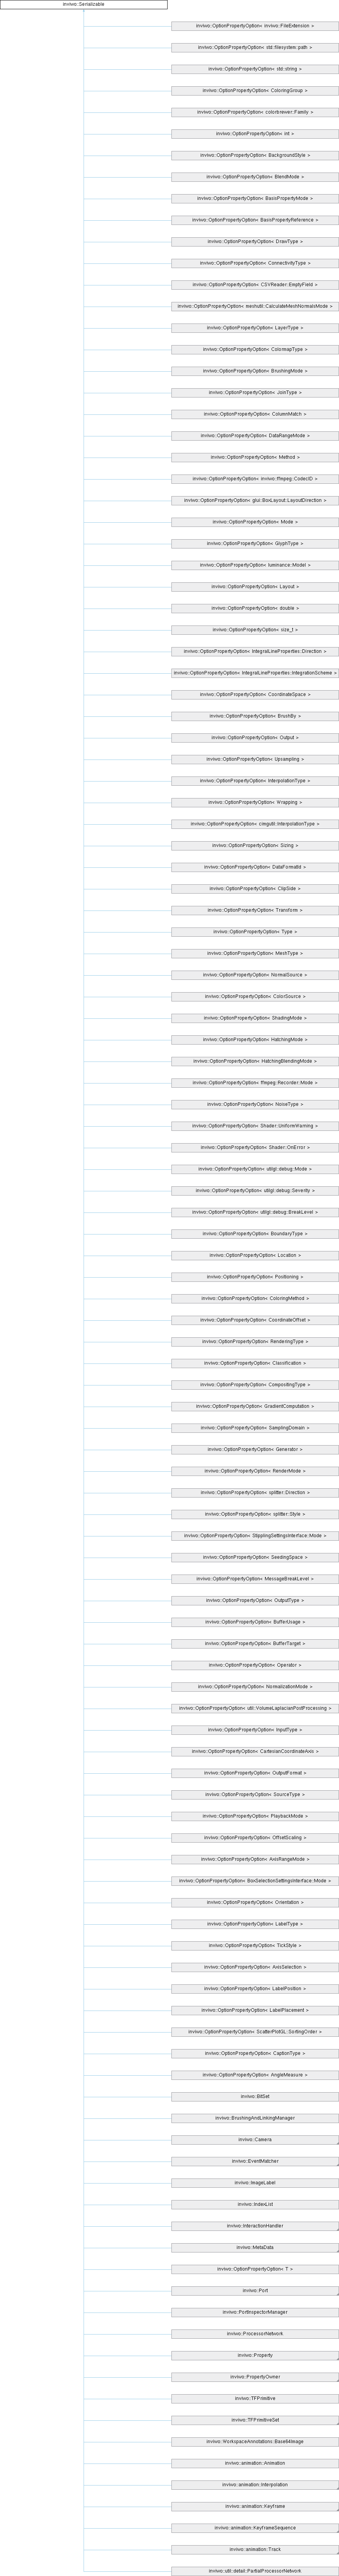 inviwo::Serializable
inviwo::OptionPropertyOption< inviwo::FileExtension >
inviwo::OptionPropertyOption< std::filesystem::path >
inviwo::OptionPropertyOption< std::string >
inviwo::OptionPropertyOption< ColoringGroup >
inviwo::OptionPropertyOption< colorbrewer::Family >
inviwo::OptionPropertyOption< int >
inviwo::OptionPropertyOption< BackgroundStyle >
inviwo::OptionPropertyOption< BlendMode >
inviwo::OptionPropertyOption< BasisPropertyMode >
inviwo::OptionPropertyOption< BasisPropertyReference >
inviwo::OptionPropertyOption< DrawType >
inviwo::OptionPropertyOption< ConnectivityType >
inviwo::OptionPropertyOption< CSVReader::EmptyField >
inviwo::OptionPropertyOption< meshutil::CalculateMeshNormalsMode >
inviwo::OptionPropertyOption< LayerType >
inviwo::OptionPropertyOption< ColormapType >
inviwo::OptionPropertyOption< BrushingMode >
inviwo::OptionPropertyOption< JoinType >
inviwo::OptionPropertyOption< ColumnMatch >
inviwo::OptionPropertyOption< DataRangeMode >
inviwo::OptionPropertyOption< Method >
inviwo::OptionPropertyOption< inviwo::ffmpeg::CodecID >
inviwo::OptionPropertyOption< glui::BoxLayout::LayoutDirection >
inviwo::OptionPropertyOption< Mode >
inviwo::OptionPropertyOption< GlyphType >
inviwo::OptionPropertyOption< luminance::Model >
inviwo::OptionPropertyOption< Layout >
inviwo::OptionPropertyOption< double >
inviwo::OptionPropertyOption< size_t >
inviwo::OptionPropertyOption< IntegralLineProperties::Direction >
inviwo::OptionPropertyOption< IntegralLineProperties::IntegrationScheme >
inviwo::OptionPropertyOption< CoordinateSpace >
inviwo::OptionPropertyOption< BrushBy >
inviwo::OptionPropertyOption< Output >
inviwo::OptionPropertyOption< Upsampling >
inviwo::OptionPropertyOption< InterpolationType >
inviwo::OptionPropertyOption< Wrapping >
inviwo::OptionPropertyOption< cimgutil::InterpolationType >
inviwo::OptionPropertyOption< Sizing >
inviwo::OptionPropertyOption< DataFormatId >
inviwo::OptionPropertyOption< ClipSide >
inviwo::OptionPropertyOption< Transform >
inviwo::OptionPropertyOption< Type >
inviwo::OptionPropertyOption< MeshType >
inviwo::OptionPropertyOption< NormalSource >
inviwo::OptionPropertyOption< ColorSource >
inviwo::OptionPropertyOption< ShadingMode >
inviwo::OptionPropertyOption< HatchingMode >
inviwo::OptionPropertyOption< HatchingBlendingMode >
inviwo::OptionPropertyOption< ffmpeg::Recorder::Mode >
inviwo::OptionPropertyOption< NoiseType >
inviwo::OptionPropertyOption< Shader::UniformWarning >
inviwo::OptionPropertyOption< Shader::OnError >
inviwo::OptionPropertyOption< utilgl::debug::Mode >
inviwo::OptionPropertyOption< utilgl::debug::Severity >
inviwo::OptionPropertyOption< utilgl::debug::BreakLevel >
inviwo::OptionPropertyOption< BoundaryType >
inviwo::OptionPropertyOption< Location >
inviwo::OptionPropertyOption< Positioning >
inviwo::OptionPropertyOption< ColoringMethod >
inviwo::OptionPropertyOption< CoordinateOffset >
inviwo::OptionPropertyOption< RenderingType >
inviwo::OptionPropertyOption< Classification >
inviwo::OptionPropertyOption< CompositingType >
inviwo::OptionPropertyOption< GradientComputation >
inviwo::OptionPropertyOption< SamplingDomain >
inviwo::OptionPropertyOption< Generator >
inviwo::OptionPropertyOption< RenderMode >
inviwo::OptionPropertyOption< splitter::Direction >
inviwo::OptionPropertyOption< splitter::Style >
inviwo::OptionPropertyOption< StipplingSettingsInterface::Mode >
inviwo::OptionPropertyOption< SeedingSpace >
inviwo::OptionPropertyOption< MessageBreakLevel >
inviwo::OptionPropertyOption< OutputType >
inviwo::OptionPropertyOption< BufferUsage >
inviwo::OptionPropertyOption< BufferTarget >
inviwo::OptionPropertyOption< Operator >
inviwo::OptionPropertyOption< NormalizationMode >
inviwo::OptionPropertyOption< util::VolumeLaplacianPostProcessing >
inviwo::OptionPropertyOption< InputType >
inviwo::OptionPropertyOption< CartesianCoordinateAxis >
inviwo::OptionPropertyOption< OutputFormat >
inviwo::OptionPropertyOption< SourceType >
inviwo::OptionPropertyOption< PlaybackMode >
inviwo::OptionPropertyOption< OffsetScaling >
inviwo::OptionPropertyOption< AxisRangeMode >
inviwo::OptionPropertyOption< BoxSelectionSettingsInterface::Mode >
inviwo::OptionPropertyOption< Orientation >
inviwo::OptionPropertyOption< LabelType >
inviwo::OptionPropertyOption< TickStyle >
inviwo::OptionPropertyOption< AxisSelection >
inviwo::OptionPropertyOption< LabelPosition >
inviwo::OptionPropertyOption< LabelPlacement >
inviwo::OptionPropertyOption< ScatterPlotGL::SortingOrder >
inviwo::OptionPropertyOption< CaptionType >
inviwo::OptionPropertyOption< AngleMeasure >
inviwo::BitSet
inviwo::BrushingAndLinkingManager
inviwo::Camera
inviwo::EventMatcher
inviwo::ImageLabel
inviwo::IndexList
inviwo::InteractionHandler
inviwo::MetaData
inviwo::OptionPropertyOption< T >
inviwo::Port
inviwo::PortInspectorManager
inviwo::ProcessorNetwork
inviwo::Property
inviwo::PropertyOwner
inviwo::TFPrimitive
inviwo::TFPrimitiveSet
inviwo::WorkspaceAnnotations::Base64Image
inviwo::animation::Animation
inviwo::animation::Interpolation
inviwo::animation::Keyframe
inviwo::animation::KeyframeSequence
inviwo::animation::Track
inviwo::util::detail::PartialProcessorNetwork